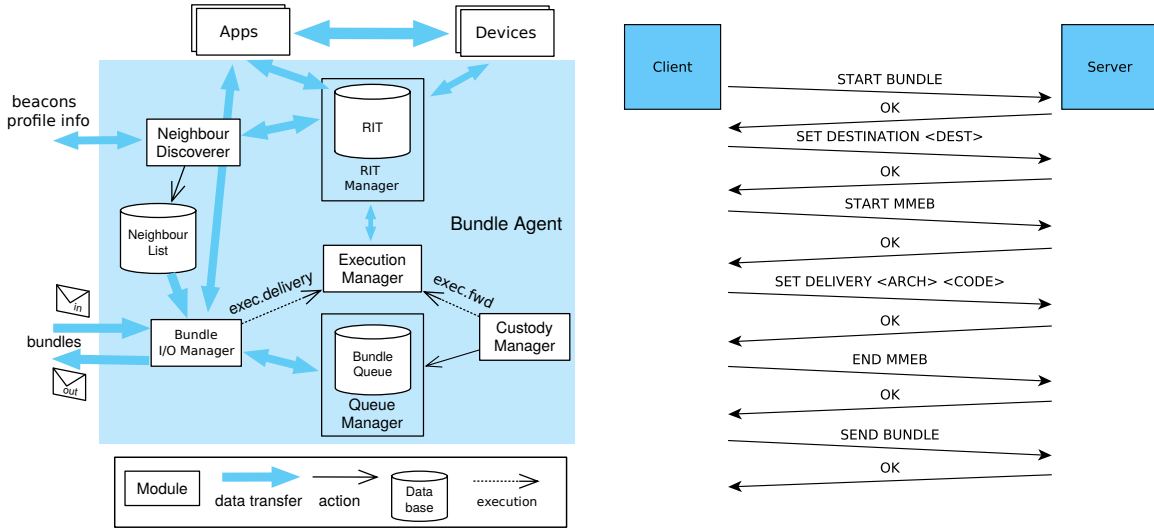 Apps
Devices
beacons
profile info
Neighbour
Discoverer
RIT
RIT
Manager
Neighbour
List
Bundle Agent
Execution
Manager
exec.delivery
exec.fwd
in
bundles
out
Bundle
I/O Manager
Custody
Manager
Bundle
Queue
Queue
Manager
Module
data transfer
action
Data
base
execution
Client
Server
START BUNDLE
OK
SET DESTINATION <DEST>
OK
START MMEB
OK
SET DELIVERY <ARCH> <CODE>
OK
END MMEB
OK
SEND BUNDLE
OK